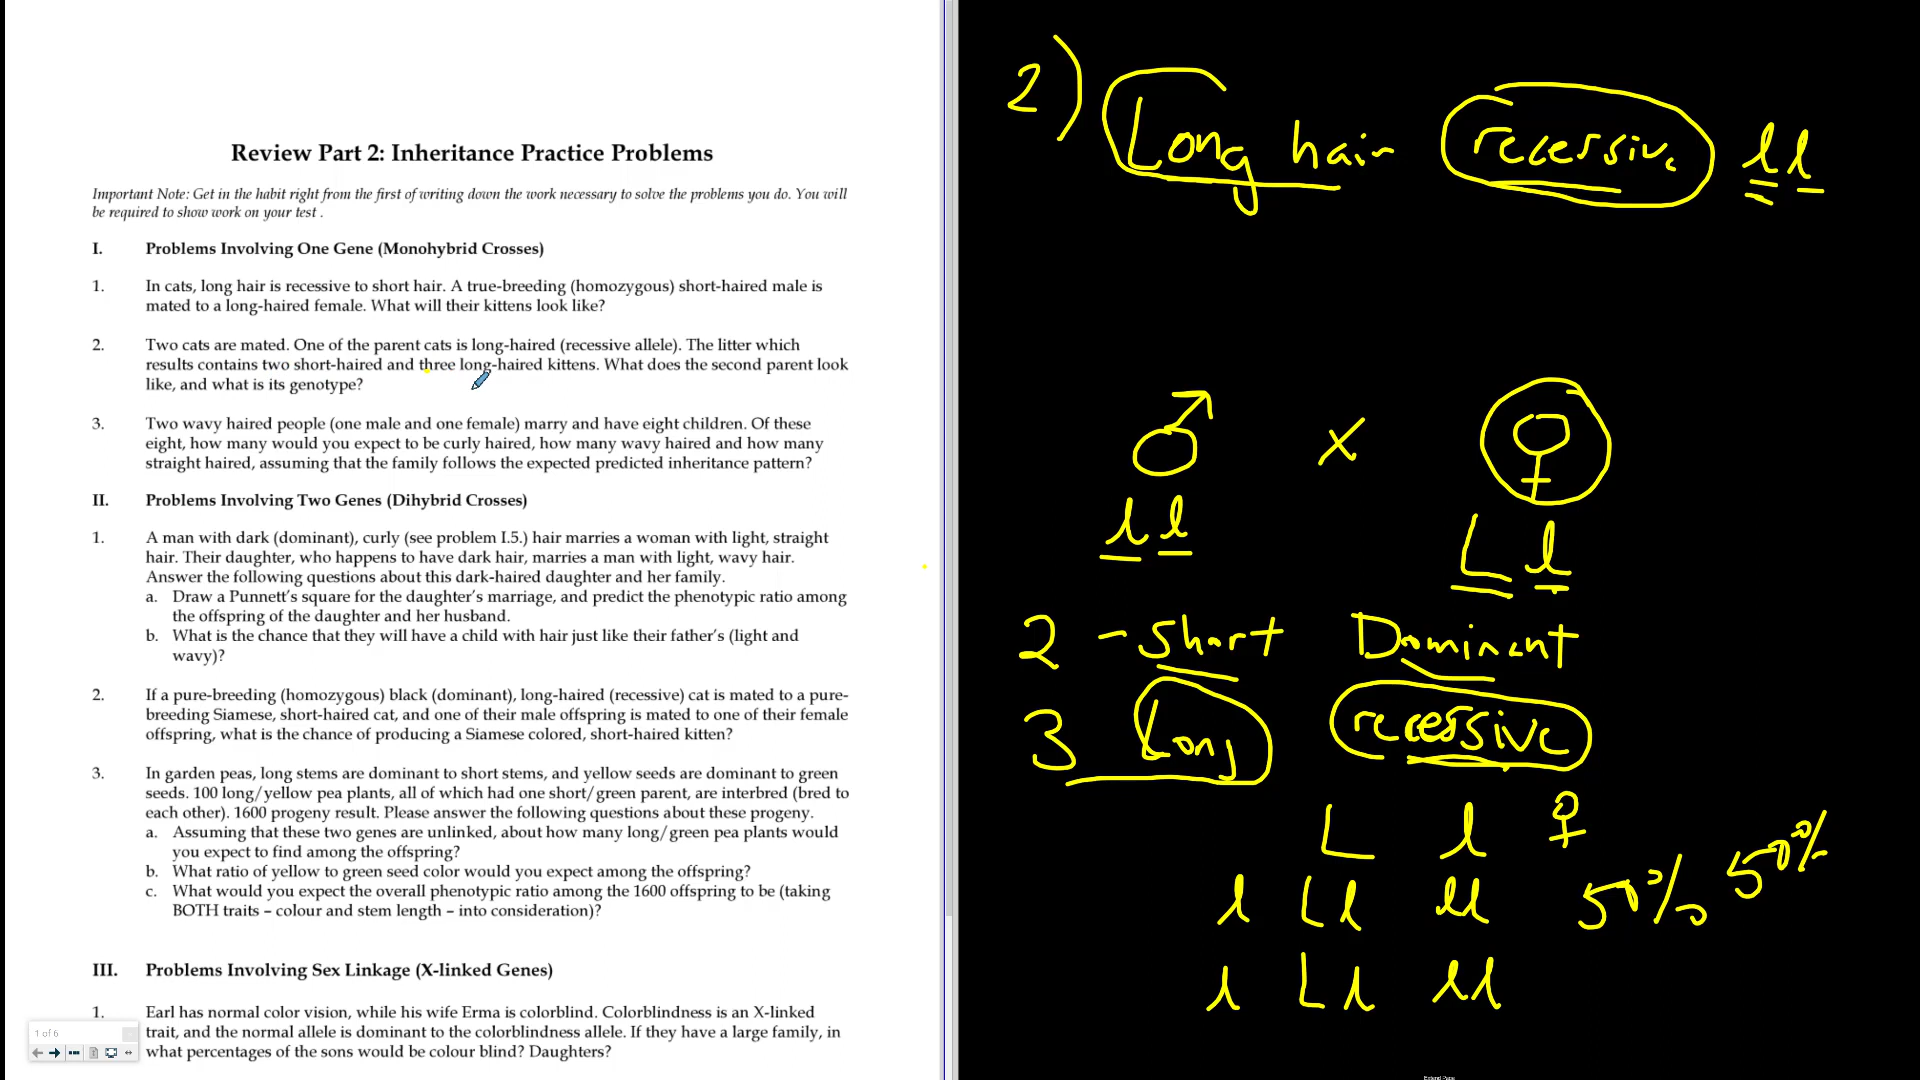 Review Part 2: Inheritance Practice Problems
Important Note: Get in the habit right from the first of writing down the work necessary to solve the problems you do. You will
be required to show work on your test .
I. Problems Involving One Gene (Monohybrid Crosses)
1. In cats, long hair is recessive to short hair. A true-breeding (homozygous) short-haired male is
mated to a long-haired female. What will their kittens look like?
2. Two cats are mated. One of the parent cats is long-haired (recessive allele). The litter which
results contains two short-haired and three long-haired kittens. What does the second parent look
like, and what is its genotype?
3. Two wavy haired people (one male and one female) marry and have eight children. Of these
eight, how many would you expect to be curly haired, how many wavy haired and how many
straight haired, assuming that the family follows the expected predicted inheritance pattern?
II. Problems Involving Two Genes (Dihybrid Crosses)
1. A man with dark (dominant), curly (see problem I.5.) hair marries a woman with light, straight
hair. Their daughter, who happens to have dark hair, marries a man with light, wavy hair.
Answer the following questions about this dark-haired daughter and her family.
a. Draw a Punnett's square for the daughter's marriage, and predict the phenotypic ratio among
the offspring of the daughter and her husband.
b. What is the chance that they will have a child with hair just like their father's (light and
wavy)?
2. If a pure-breeding (homozygous) black (dominant), long-haired (recessive) cat is mated to a pure-
breeding Siamese, short-haired cat, and one of their male offspring is mated to one of their female
offspring, what is the chance of producing a Siamese colored, short-haired kitten?
3. In garden peas, long stems are dominant to short stems, and yellow seeds are dominant to green
seeds. 100 long/yellow pea plants, all of which had one short/green parent, are interbred (bred to
each other). 1600 progeny result. Please answer the following questions about these progeny.
a. Assuming that these two genes are unlinked, about how many long/green pea plants would
you expect to find among the offspring?
b. What ratio of yellow to green seed color would you expect among the offspring?
c. What would you expect the overall phenotypic ratio among the 1600 offspring to be (taking
BOTH traits – colour and stem length – into consideration)?
III. Problems Involving Sex Linkage (X-linked Genes)
1. Earl has normal color vision, while his wife Erma is colorblind. Colorblindness is an X-linked
trait, and the normal allele is dominant to the colorblindness allele. If they have a large family, in
what percentages of the sons would be colour blind? Daughters?
1 of 6
2) Long hair recessive ll
♂ x ♀
ll Ll
2 - Short Dominant
3 Long recessive
L l ♀
l Ll ll 50% 50%
l Ll ll
Extend Page